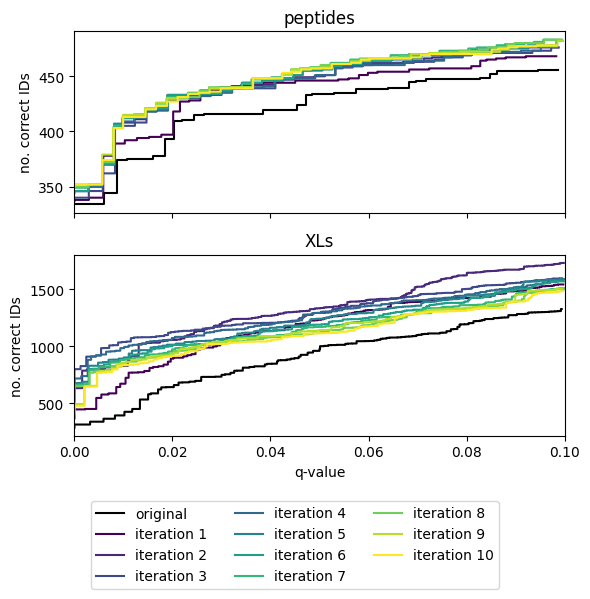 peptides
450
400
350
no. correct IDs
XLs
1500
1000
500
no. correct IDs
0.00 0.02 0.04 0.06 0.08 0.10
q-value
original iteration 4 iteration 8
iteration 1 iteration 5 iteration 9
iteration 2 iteration 6 iteration 10
iteration 3 iteration 7